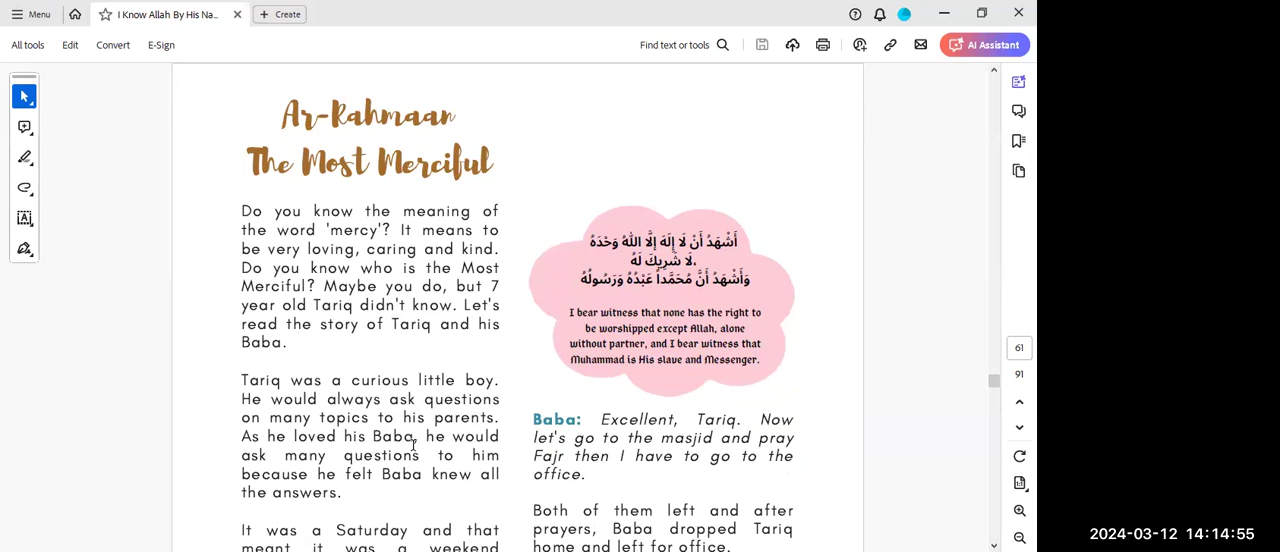 Menu
I Know Allah By His Na...
Create
All tools
Edit
Convert
E-Sign
Find text or tools
AI Assistant
Ar-Rahmaan
The Most Merciful
Do you know the meaning of
the word 'mercy'? It means to
be very loving, caring and kind.
Do you know who is the Most
Merciful? Maybe you do, but 7
year old Tariq didn't know. Let's
read the story of Tariq and his
Baba.
Tariq was a curious little boy.
He would always ask questions
on many topics to his parents.
As he loved his Baba, he would
ask many questions to him
because he felt Baba knew all
the answers.
It was a Saturday and that
meant it was a weekend
أَشْهَدُ أَنْ لَا إِلَهَ إِلَّا اللَّهُ وَحْدَهُ
لَا شَرِيكَ لَهُ،
وَأَشْهَدُ أَنَّ مُحَمَّداً عَبْدُهُ وَرَسُولُهُ
I bear witness that none has the right to
be worshipped except Allah, alone
without partner, and I bear witness that
Muhammad is His slave and Messenger.
Baba: Excellent, Tariq. Now
let's go to the masjid and pray
Fajr then I have to go to the
office.
Both of them left and after
prayers, Baba dropped Tariq
home and left for office.
61
91
2024-03-12 14:14:55